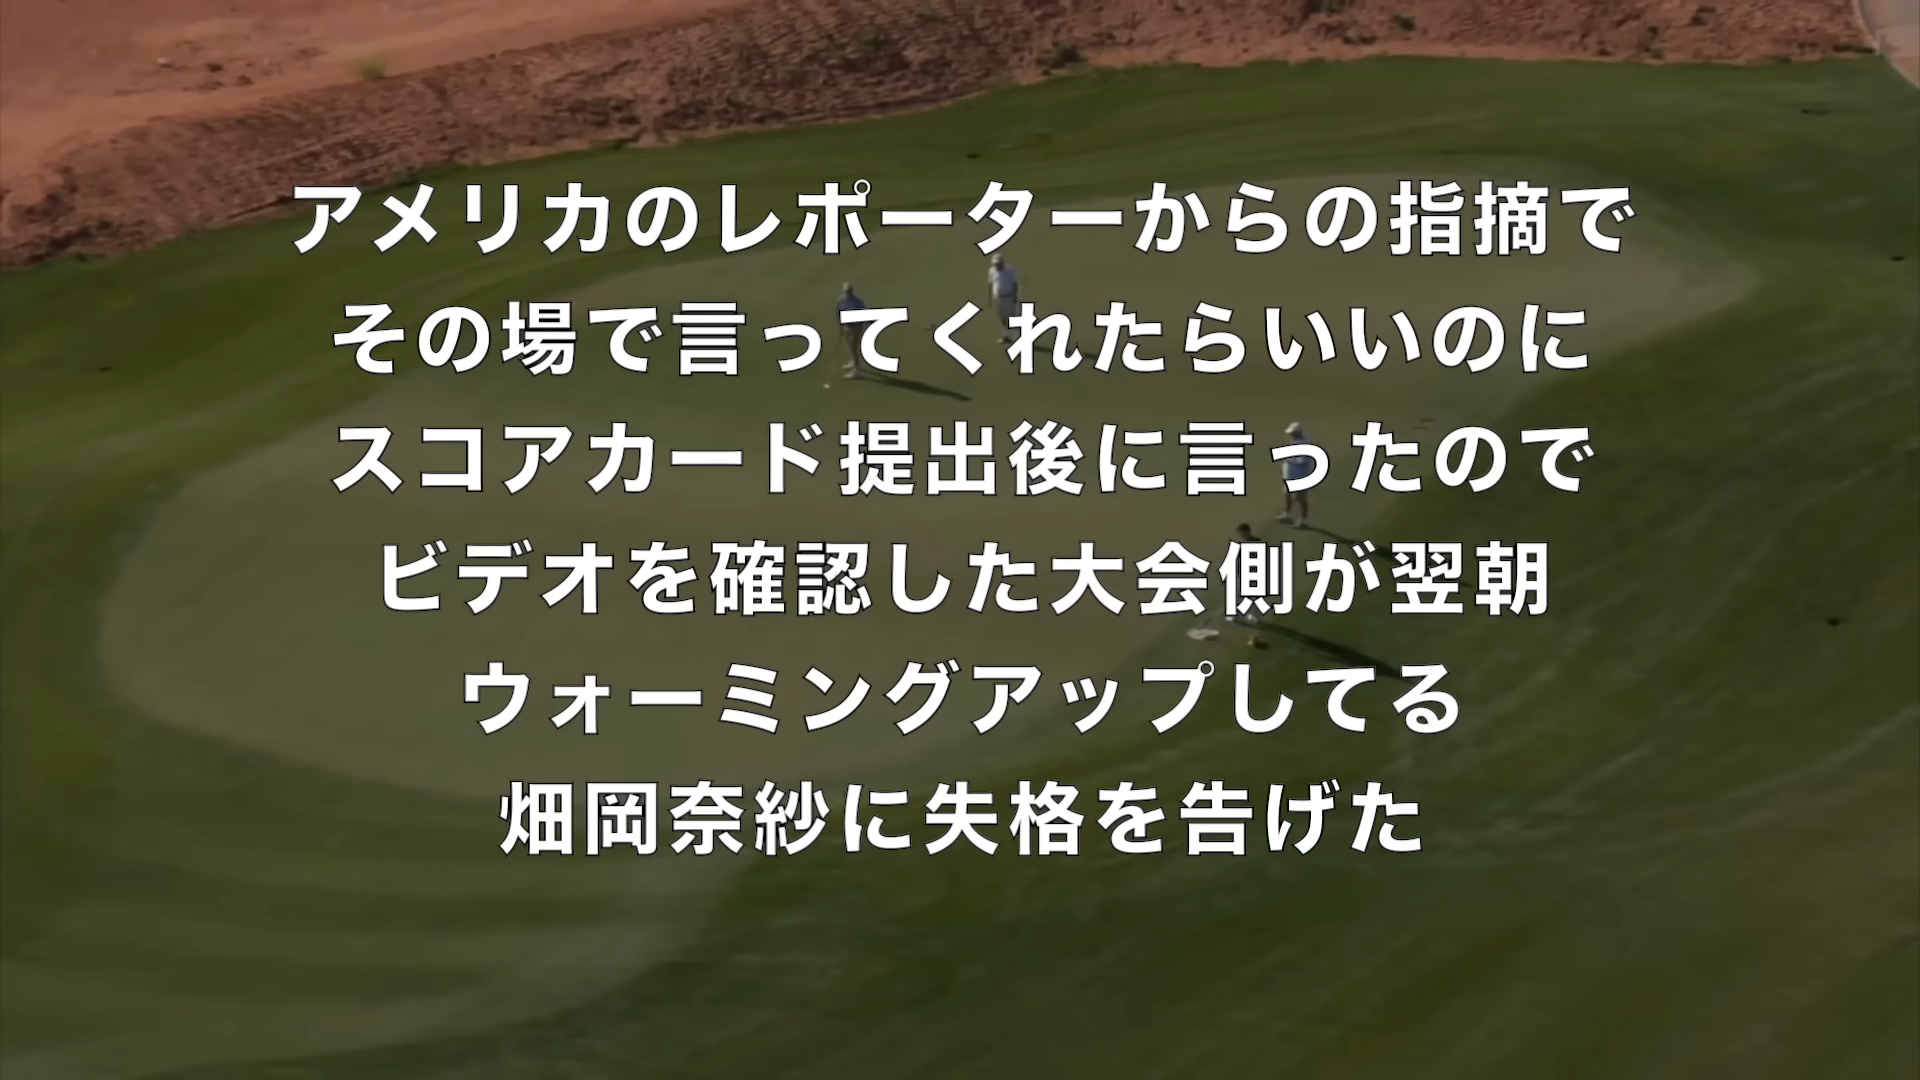 アメリカのレポーターからの指摘で
その場で言ってくれたらいいのに
スコアカード提出後に言ったので
ビデオを確認した大会側が翌朝
ウォーミングアップしてる
畑岡奈紗に失格を告げた